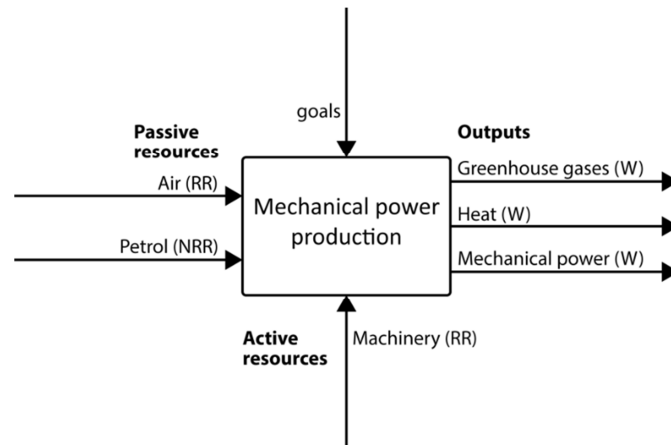 goals
Passive
resources
Outputs
Air (RR)
Greenhouse gases (W)
Mechanical power
production
Heat (W)
Petrol (NRR)
Mechanical power (W)
Active
resources
Machinery (RR)